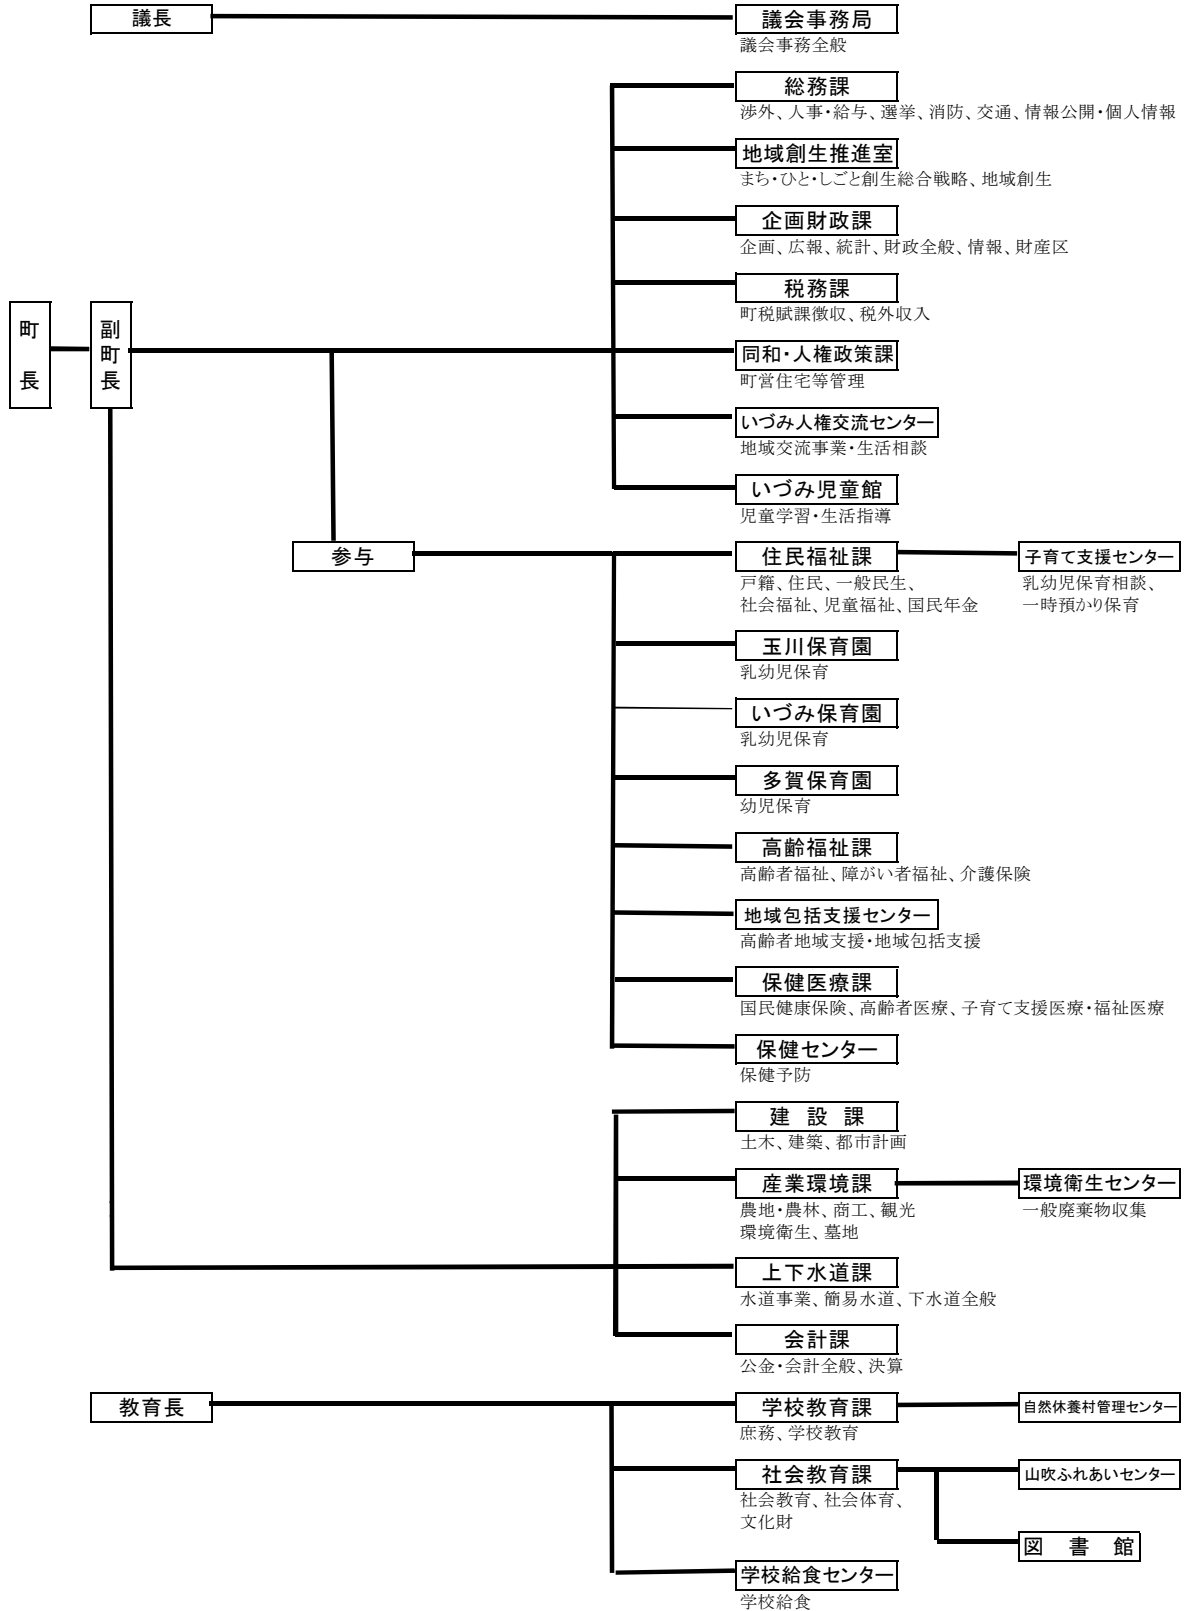 議長
議会事務局
議会事務全般
総務課
渉外、人事・給与、選挙、消防、交通、情報公開・個人情報
地域創生推進室
まち・ひと・しごと創生総合戦略、地域創生
企画財政課
企画、広報、統計、財政全般、情報、財産区
税務課
町税賦課徴収、税外収入
町長
副町長
同和・人権政策課
町営住宅等管理
いづみ人権交流センター
地域交流事業・生活相談
いづみ児童館
児童学習・生活指導
参与
住民福祉課
戸籍、住民、一般民生、
社会福祉、児童福祉、国民年金
子育て支援センター
乳幼児保育相談、
一時預かり保育
玉川保育園
乳幼児保育
いづみ保育園
乳幼児保育
多賀保育園
幼児保育
高齢福祉課
高齢者福祉、障がい者福祉、介護保険
地域包括支援センター
高齢者地域支援・地域包括支援
保健医療課
国民健康保険、高齢者医療、子育て支援医療・福祉医療
保健センター
保健予防
建　設　課
土木、建築、都市計画
産業環境課
農地・農林、商工、観光
環境衛生、墓地
環境衛生センター
一般廃棄物収集
上下水道課
水道事業、簡易水道、下水道全般
会計課
公金・会計全般、決算
教育長
学校教育課
庶務、学校教育
自然休養村管理センター
社会教育課
社会教育、社会体育、
文化財
山吹ふれあいセンター
図　書　館
学校給食センター
学校給食